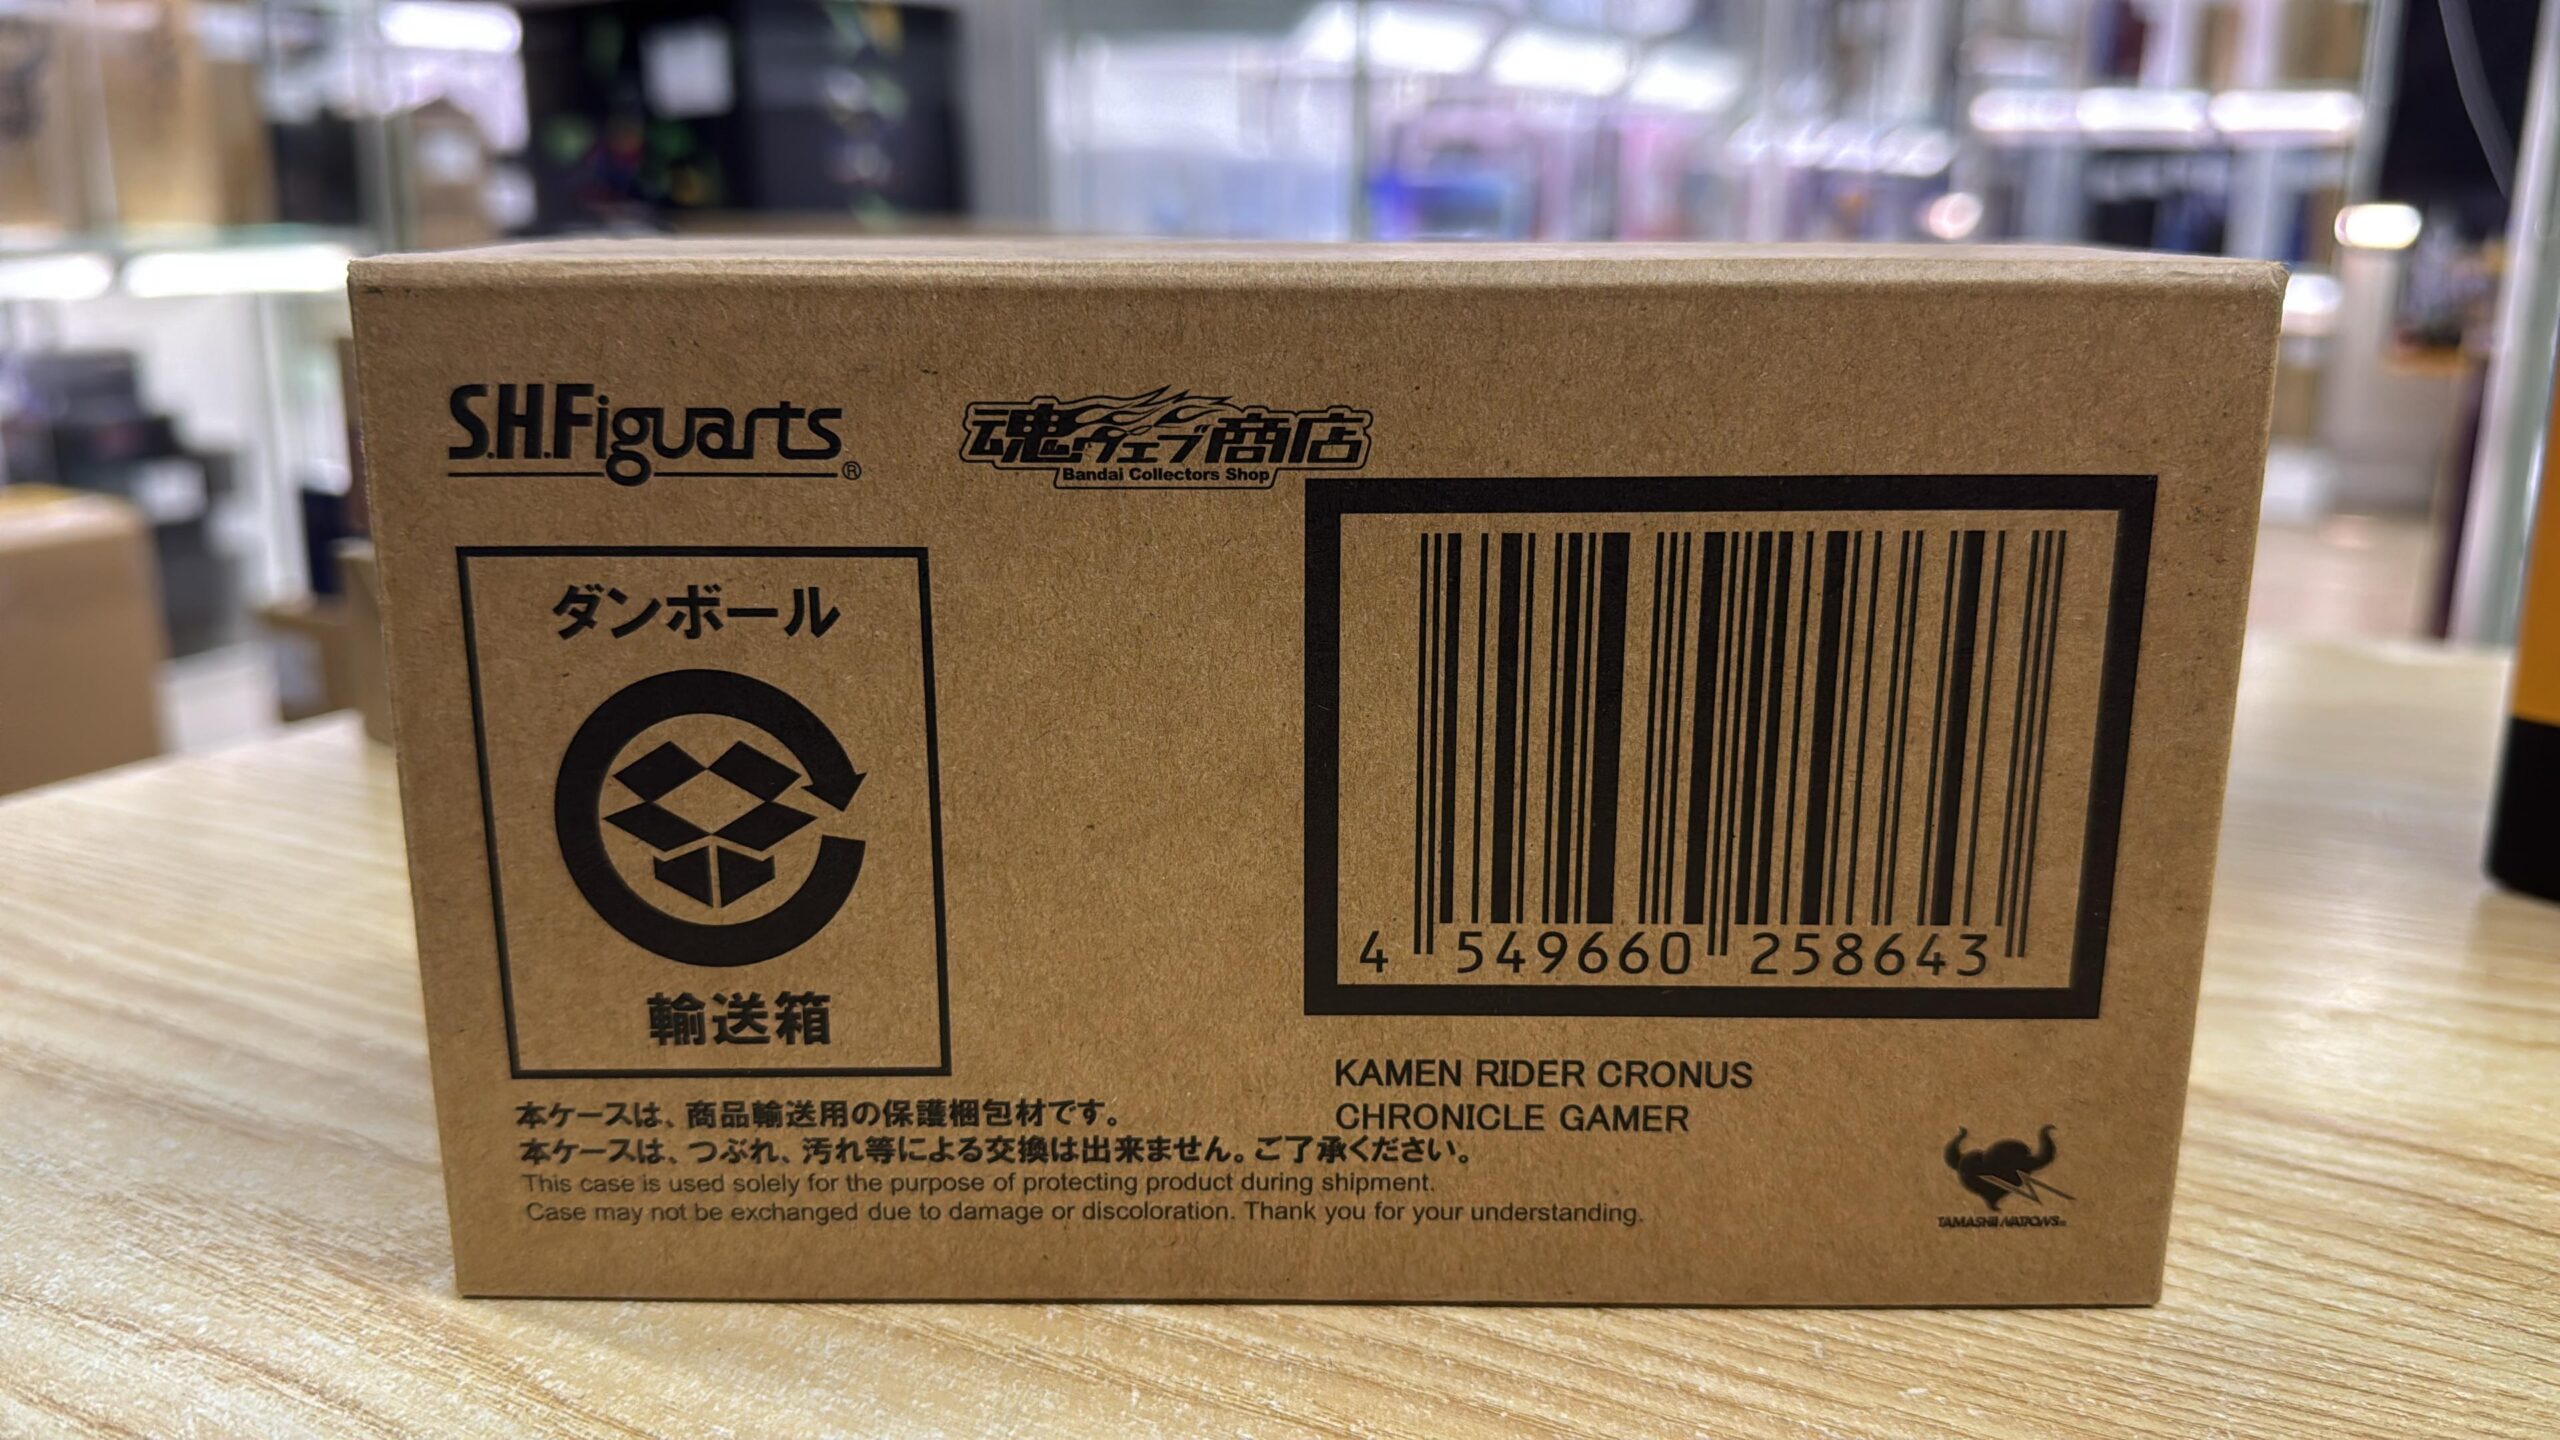 S.H.Figuarts®
魂ウェブ商店
Bandai Collectors Shop
ダンボール
輸送箱
4 549660 258643
KAMEN RIDER CRONUS
CHRONICLE GAMER
本ケースは、商品輸送用の保護梱包材です。
本ケースは、つぶれ、汚れ等による交換は出来ません。ご了承ください。
This case is used solely for the purpose of protecting product during shipment.
Case may not be exchanged due to damage or discoloration. Thank you for your understanding.
TAMASHII NATIONS